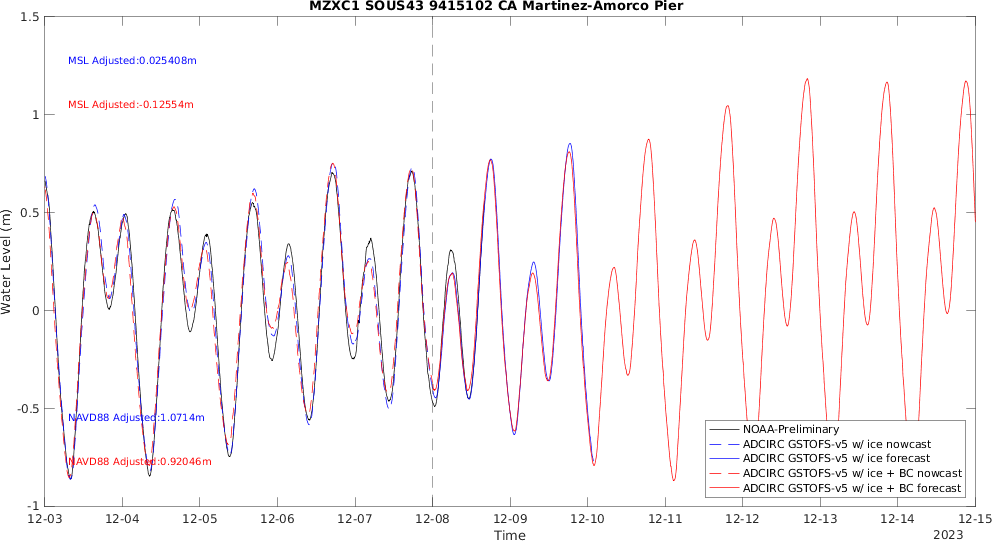 MZXC1 SOUS43 9415102 CA Martinez-Amorco Pier
1.5
1
0.5
0
-0.5
-1
Water Level (m)
MSL Adjusted:0.025408m
MSL Adjusted:-0.12554m
NAVD88 Adjusted:1.0714m
NAVD88 Adjusted:0.92046m
NOAA-Preliminary
ADCIRC GSTOFS-v5 w/ ice nowcast
ADCIRC GSTOFS-v5 w/ ice forecast
ADCIRC GSTOFS-v5 w/ ice + BC nowcast
ADCIRC GSTOFS-v5 w/ ice + BC forecast
12-03 12-04 12-05 12-06 12-07 12-08 12-09 12-10 12-11 12-12 12-13 12-14 12-15
Time
2023